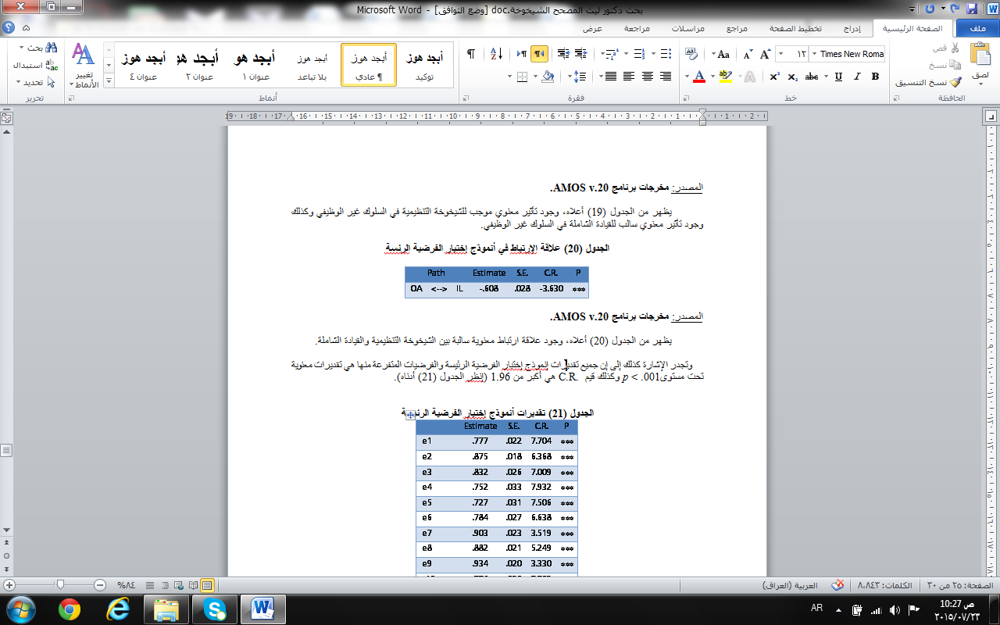 بحث دكتور ليث المصحح الشيخوخة.doc [وضع التوافق] - Microsoft Word
ملف الصفحة الرئيسية إدراج تخطيط الصفحة مراجع مراسلات مراجعة عرض
لصق
قص
نسخ
نسخ التنسيق
الحافظة
Times New Roma ١٢
خط
فقرة
أبجد هوز توكيد
أبجد هوز ¶ عادي
أبجد هوز بلا تباعد
أبجد هو عنوان ١
أبجد هو عنوان ٢
أبجد هوز عنوان ٤
تغيير الأنماط
أنماط
بحث
استبدال
تحديد
تحرير
المصدر: مخرجات برنامج AMOS v.20.
يظهر من الجدول (19) أعلاه، وجود تأثير معنوي موجب للشيخوخة التنظيمية في السلوك غير الوظيفي وكذلك
وجود تأثير معنوي سالب للقيادة الشاملة في السلوك غير الوظيفي.
الجدول (20) علاقة الإرتباط في أنموذج إختبار الفرضية الرئسة
Path Estimate S.E. C.R. P
OA <--> IL -.608 .028 -3.630 ***
المصدر: مخرجات برنامج AMOS v.20.
يظهر من الجدول (20) أعلاه، وجود علاقة ارتباط معنوية سالبة بين الشيخوخة التنظيمية والقيادة الشاملة.
وتجدر الإشارة كذلك إلى إن جميع تقديرات إنموذج إختبار الفرضية الرئيسة والفرضيات المتفرعة منها هي تقديرات معنوية
تحت مستوى p < .001 وكذلك قيم C.R. هي أكبر من 1.96 (إنظر الجدول (21) أدناه).
الجدول (21) تقديرات أنموذج إختبار الفرضية الرئيسة
Estimate S.E. C.R. P
e1 .777 .022 7.704 ***
e2 .875 .018 6.368 ***
e3 .832 .026 7.009 ***
e4 .752 .033 7.932 ***
e5 .727 .031 7.506 ***
e6 .784 .027 6.638 ***
e7 .903 .023 3.519 ***
e8 .882 .021 5.249 ***
e9 .934 .020 3.330 ***
الصفحة: ٢٥ من ٣٠ الكلمات: ٨،٨٤٣ العربية (العراق) ٨٤%
AR
10:27 ص
٢٠١٥/٠٧/٢٣